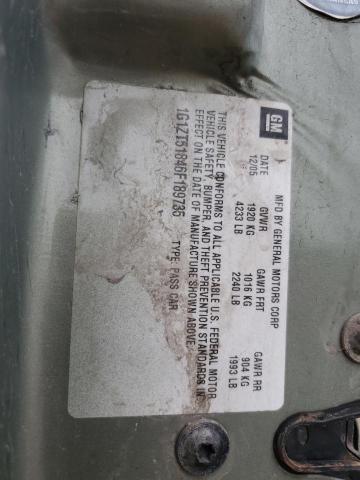 GM
MFD BY GENERAL MOTORS CORP
DATE GVWR GAWR FRT GAWR RR
12/05 1920 KG 1016 KG 904 KG
4233 LB 2240 LB 1993 LB
THIS VEHICLE CONFORMS TO ALL APPLICABLE U.S. FEDERAL MOTOR
VEHICLE SAFETY, BUMPER, AND THEFT PREVENTION STANDARDS IN
EFFECT ON THE DATE OF MANUFACTURE SHOWN ABOVE.
1G1ZT51846F189736 TYPE: PASS CAR